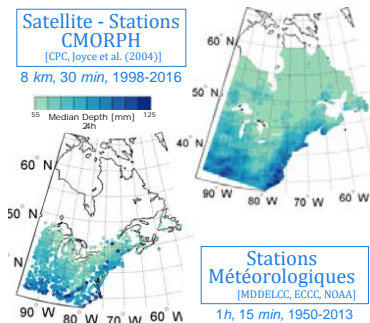 Satellite - Stations
CMORPH
[CPC, Joyce et al. (2004)]
8 km, 30 min, 1998-2016
55 Median Depth [mm] 125
24h
60° N
50° N
40° N
90° W
80° W
70° W
60° W
60° N
50° N
40° N
90° W
80° W
70° W
60° W
Stations
Météorologiques
[MDDELCC, ECCC, NOAA]
1h, 15 min, 1950-2013